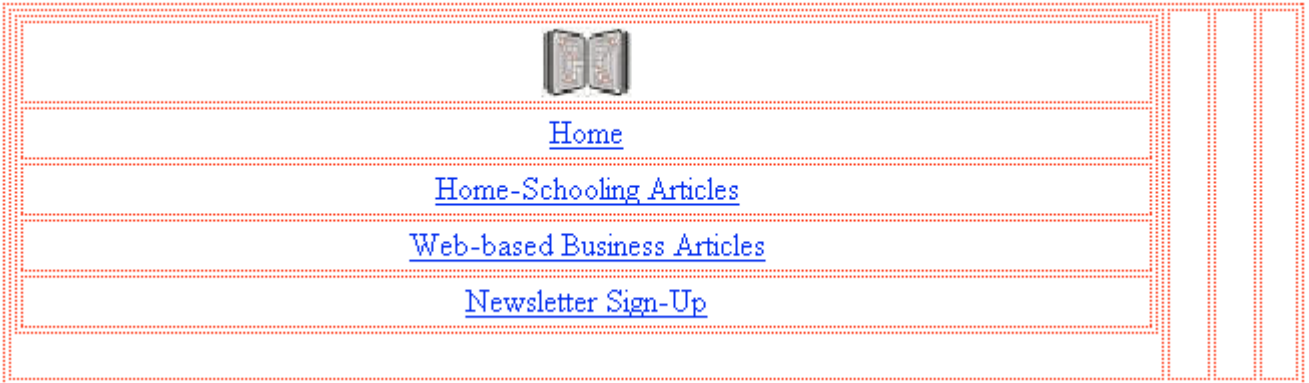 Home
Home-Schooling Articles
Web-based Business Articles
Newsletter Sign-Up